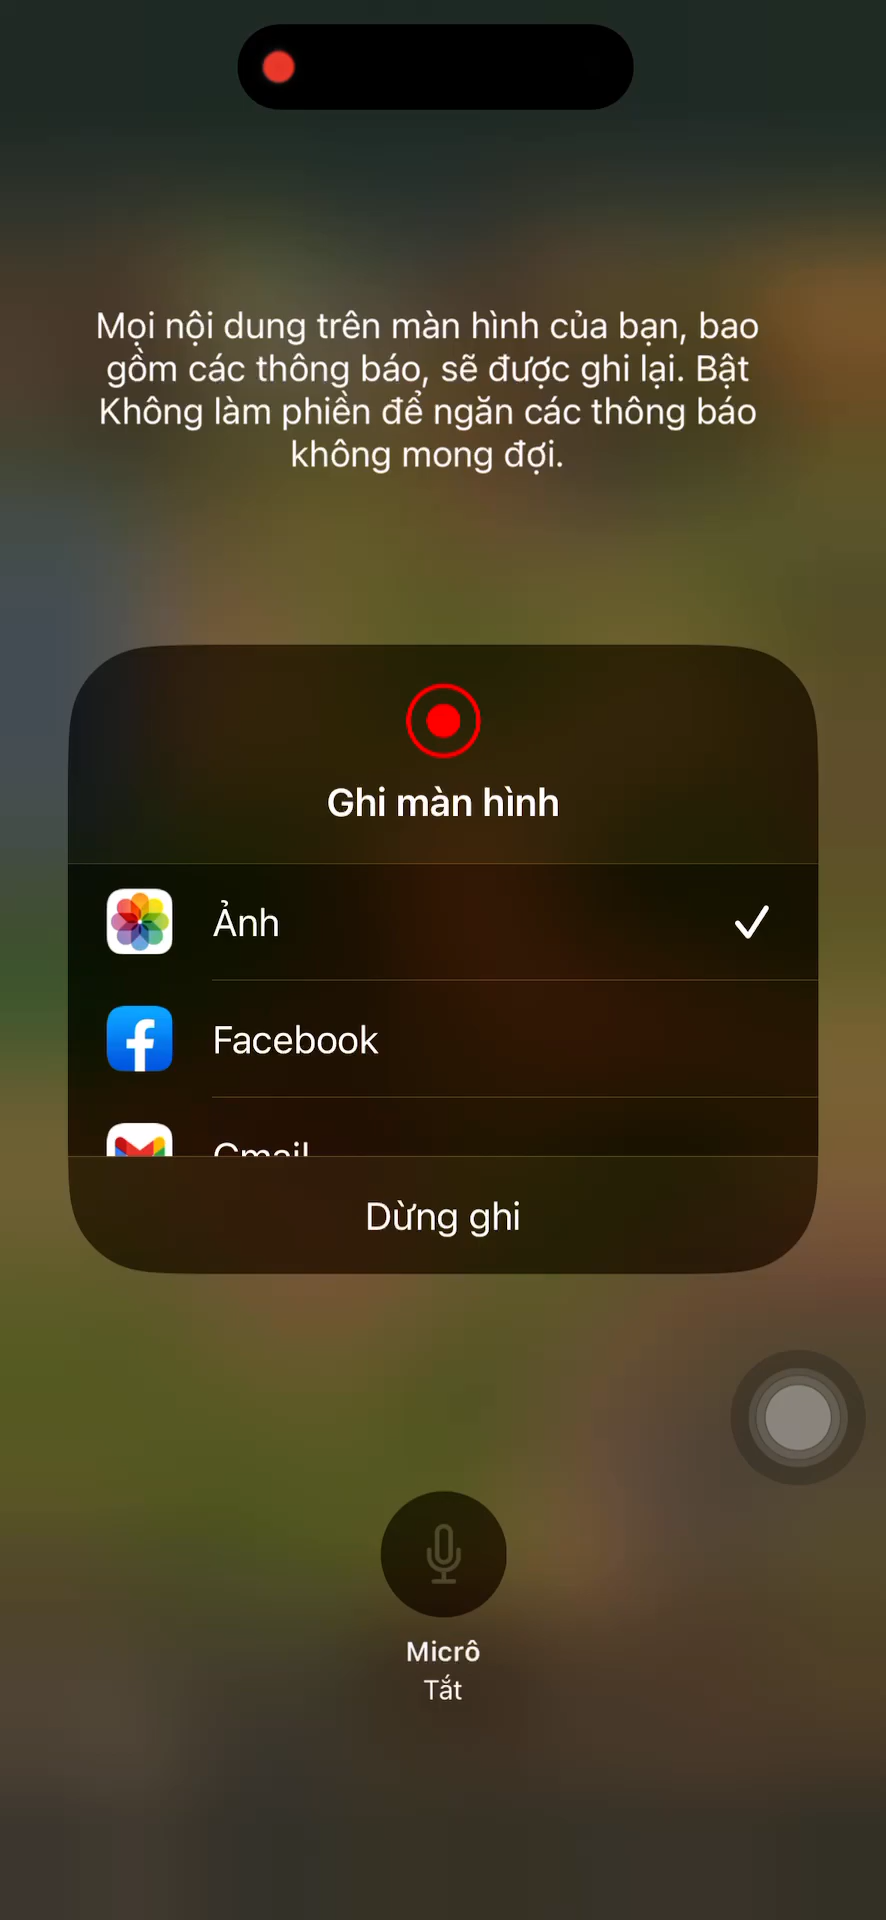 Mọi nội dung trên màn hình của bạn, bao
gồm các thông báo, sẽ được ghi lại. Bật
Không làm phiền để ngăn các thông báo
không mong đợi.
Ghi màn hình
Ảnh
Facebook
Gmail
Dừng ghi
Micrô
Tắt